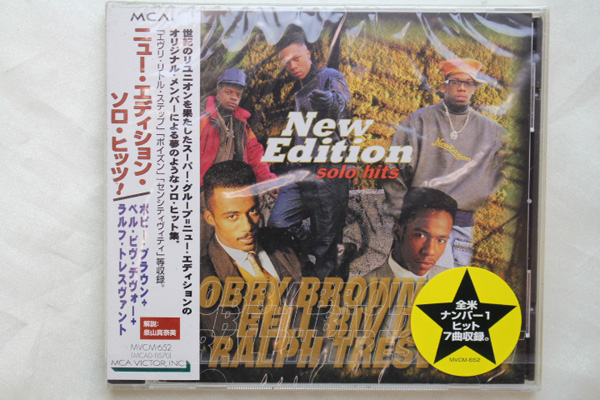 MCA
世紀のリユニオンを果たしたスーパー・グループ=ニュー・エディションの
オリジナル・メンバーによる夢のようなソロ・ヒット集。
「エヴリ・リトル・ステップ」「ポイズン」「センシティヴィティ」等収録。
ニュー・エディション・
ソロ・ヒッツ!
ボビー・ブラウン+
ベル・ビヴ・デヴォー+
ラルフ・トレスヴァント
解説:
泉山真奈美
MVCM-652
(MCAD-11570)
MCA VICTOR, INC.
New
Edition
solo hits
OBBY BROWN
BELL BIV D
RALPH TRES
全米
ナンバー1
ヒット
7曲収録。
MVCM-652